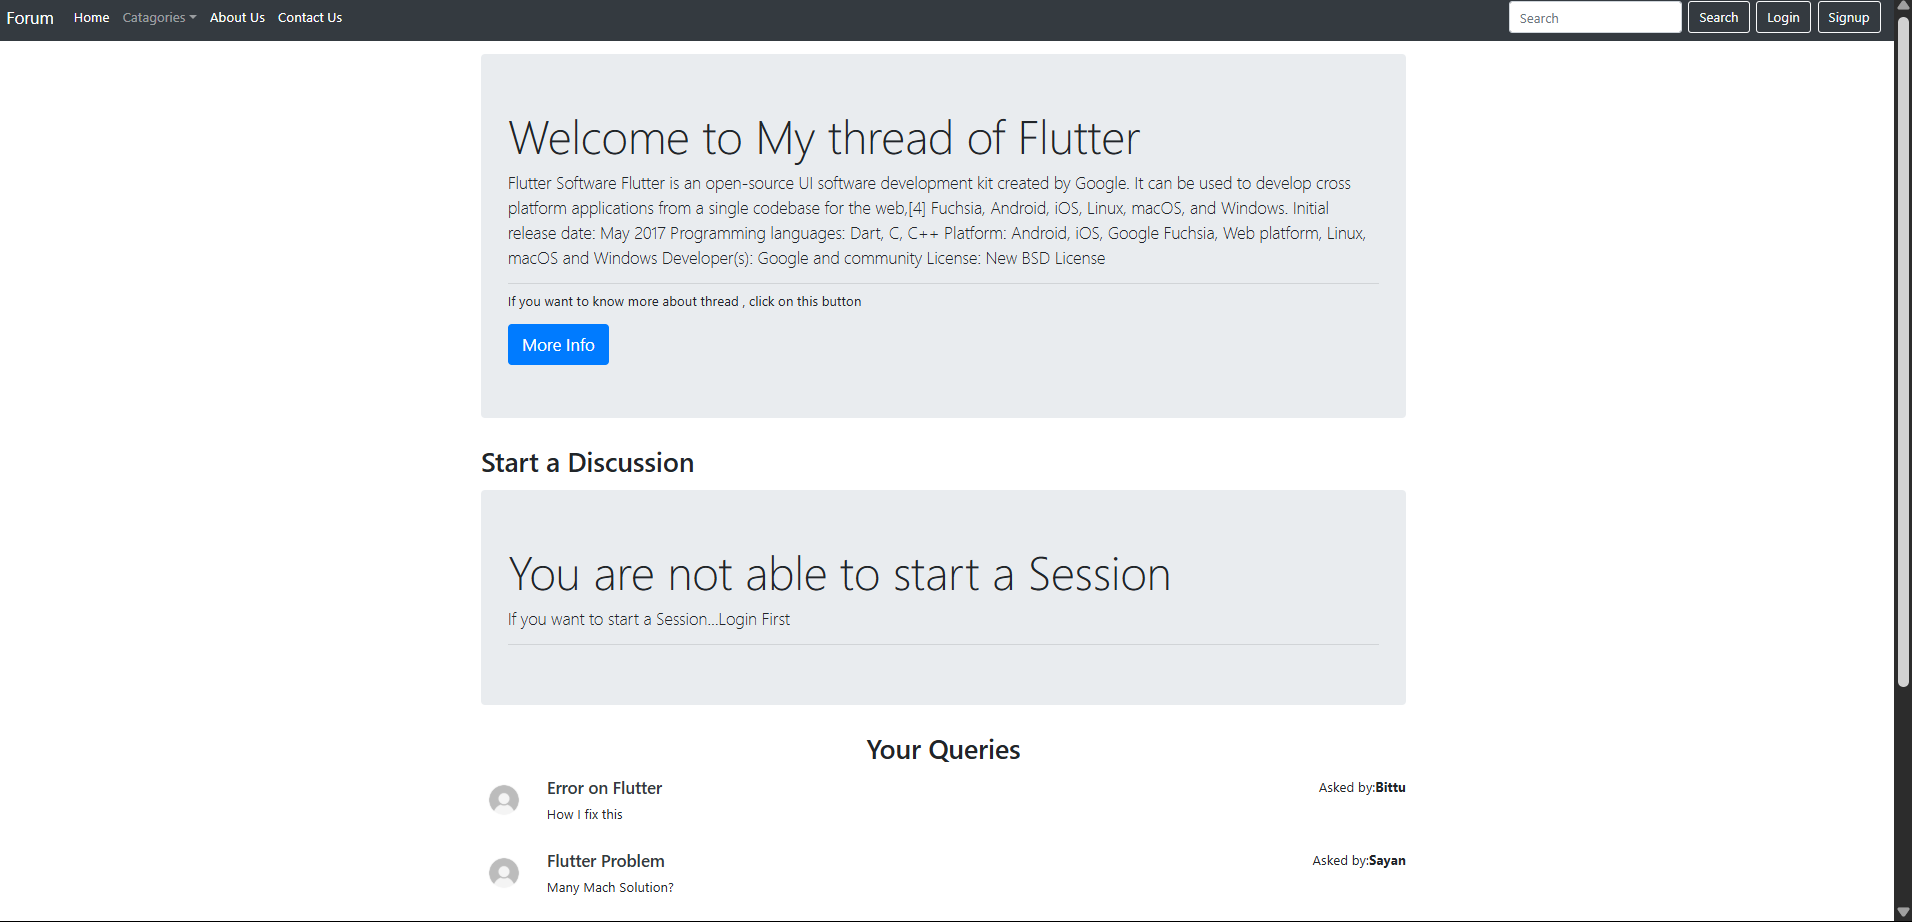 Forum Home Catagories About Us Contact Us Search Search Login Signup
Welcome to My thread of Flutter
Flutter Software Flutter is an open-source UI software development kit created by Google. It can be used to develop cross
platform applications from a single codebase for the web,[4] Fuchsia, Android, iOS, Linux, macOS, and Windows. Initial
release date: May 2017 Programming languages: Dart, C, C++ Platform: Android, iOS, Google Fuchsia, Web platform, Linux,
macOS and Windows Developer(s): Google and community License: New BSD License
If you want to know more about thread , click on this button
More Info
Start a Discussion
You are not able to start a Session
If you want to start a Session...Login First
Your Queries
Error on Flutter Asked by:Bittu
How I fix this
Flutter Problem Asked by:Sayan
Many Mach Solution?